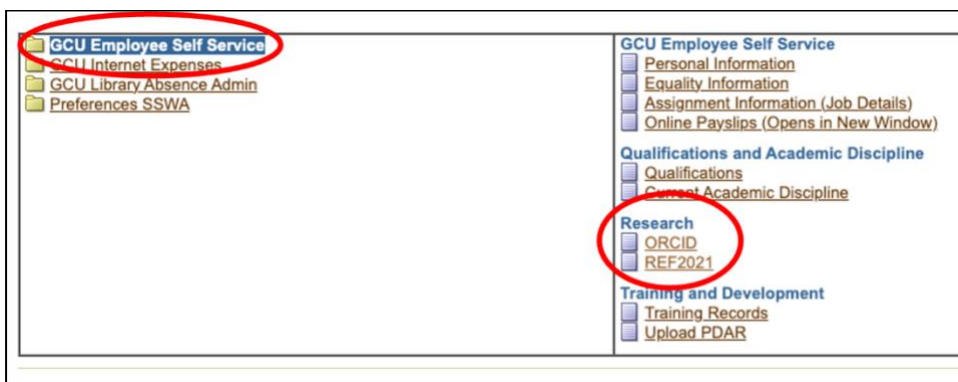 GCU Employee Self Service
GCU Internet Expenses
GCU Library Absence Admin
Preferences SSWA
GCU Employee Self Service
Personal Information
Equality Information
Assignment Information (Job Details)
Online Payslips (Opens in New Window)
Qualifications and Academic Discipline
Qualifications
Current Academic Discipline
Research
ORCID
REF2021
Training and Development
Training Records
Upload PDAR